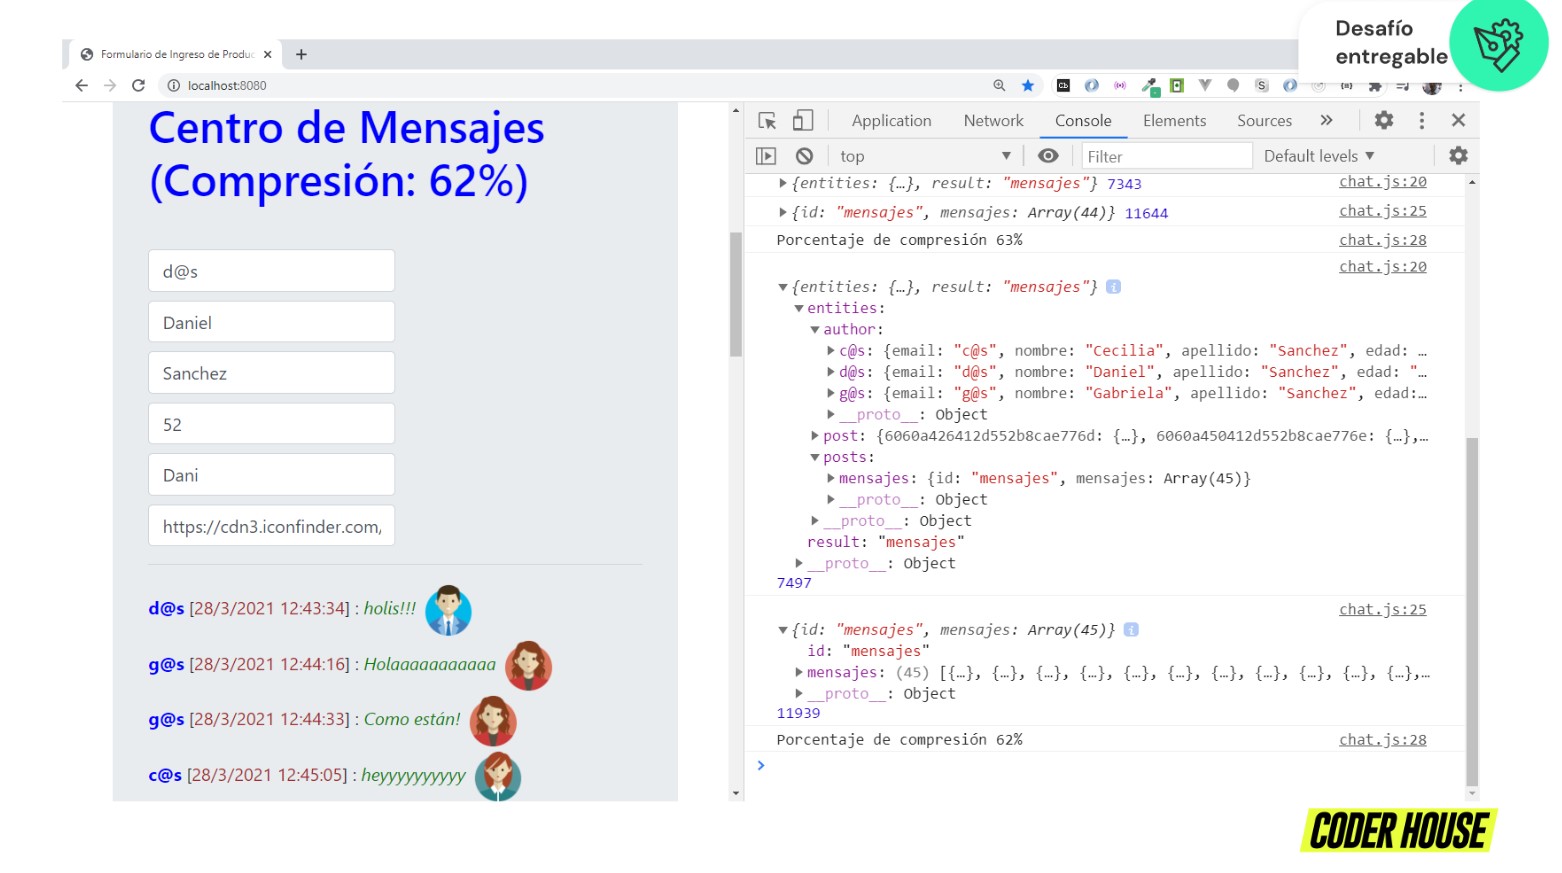 Desafío
entregable
Formulario de Ingreso de Produc
localhost:8080
Centro de Mensajes
(Compresión: 62%)
d@s
Daniel
Sanchez
52
Dani
https://cdn3.iconfinder.com,
d@s [28/3/2021 12:43:34] : holis!!!
g@s [28/3/2021 12:44:16] : Holaaaaaaaaaaa
g@s [28/3/2021 12:44:33] : Como están!
c@s [28/3/2021 12:45:05] : heyyyyyyyyyy
Application Network Console Elements Sources »
top Filter Default levels ▼
▶{entities: {…}, result: "mensajes"} 7343 chat.js:20
▶{id: "mensajes", mensajes: Array(44)} 11644 chat.js:25
Porcentaje de compresión 63% chat.js:28
chat.js:20
▼{entities: {…}, result: "mensajes"} i
▼entities:
▼author:
▶c@s: {email: "c@s", nombre: "Cecilia", apellido: "Sanchez", edad: …
▶d@s: {email: "d@s", nombre: "Daniel", apellido: "Sanchez", edad: "…
▶g@s: {email: "g@s", nombre: "Gabriela", apellido: "Sanchez", edad:…
▶__proto__: Object
▶post: {6060a426412d552b8cae776d: {…}, 6060a450412d552b8cae776e: {…},…
▼posts:
▶mensajes: {id: "mensajes", mensajes: Array(45)}
▶__proto__: Object
▶__proto__: Object
result: "mensajes"
▶__proto__: Object
7497
chat.js:25
▼{id: "mensajes", mensajes: Array(45)} i
id: "mensajes"
▶mensajes: (45) [{…}, {…}, {…}, {…}, {…}, {…}, {…}, {…}, {…}, {…}, {…},…
▶__proto__: Object
11939
Porcentaje de compresión 62% chat.js:28
CODER HOUSE